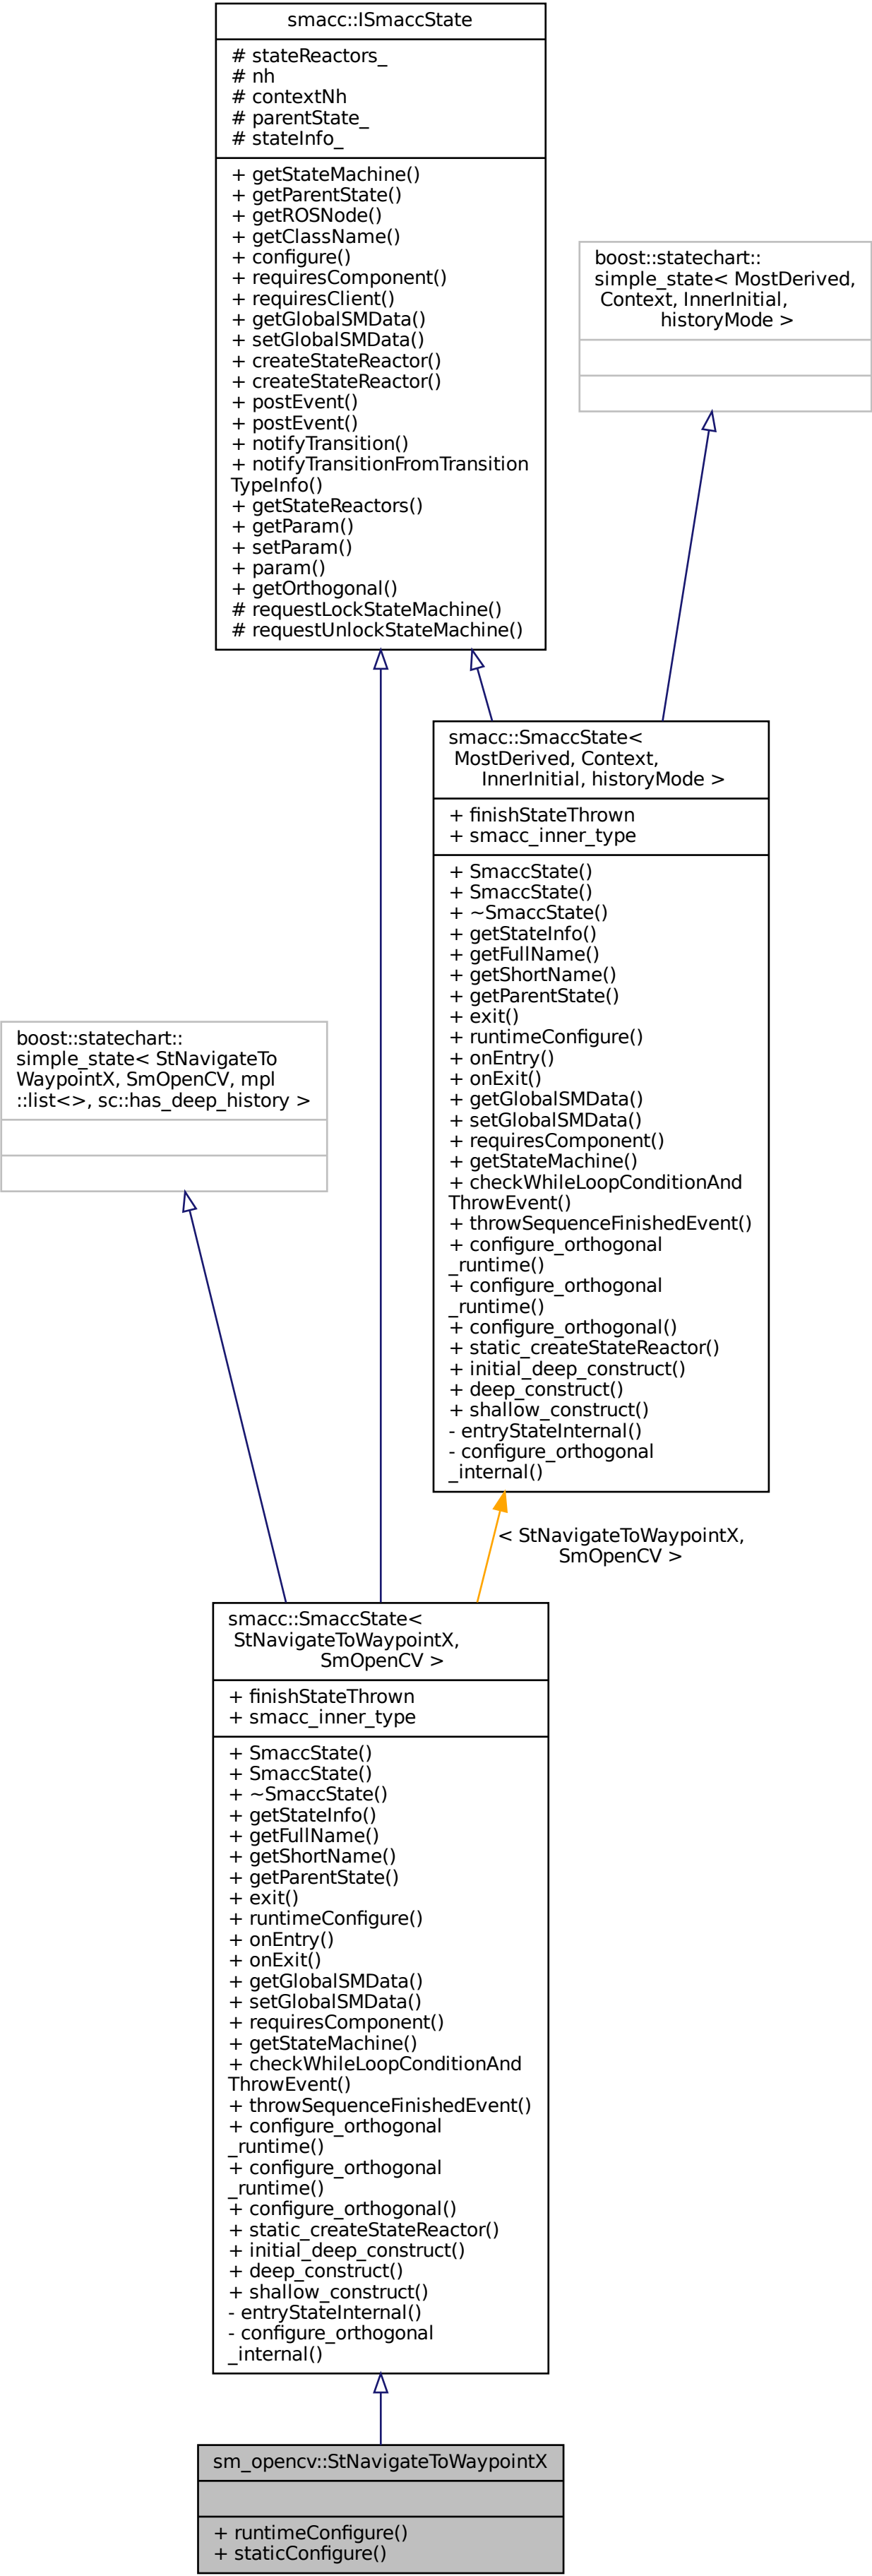 smacc::ISmaccState
# stateReactors_
# nh
# contextNh
# parentState_
# stateInfo_
+ getStateMachine()
+ getParentState()
+ getROSNode()
+ getClassName()
+ configure()
+ requiresComponent()
+ requiresClient()
+ getGlobalSMData()
+ setGlobalSMData()
+ createStateReactor()
+ createStateReactor()
+ postEvent()
+ postEvent()
+ notifyTransition()
+ notifyTransitionFromTransition
TypeInfo()
+ getStateReactors()
+ getParam()
+ setParam()
+ param()
+ getOrthogonal()
# requestLockStateMachine()
# requestUnlockStateMachine()
boost::statechart::
simple_state< MostDerived,
Context, InnerInitial,
historyMode >
smacc::SmaccState<
MostDerived, Context,
InnerInitial, historyMode >
+ finishStateThrown
+ smacc_inner_type
+ SmaccState()
+ SmaccState()
+ ~SmaccState()
+ getStateInfo()
+ getFullName()
+ getShortName()
+ getParentState()
+ exit()
+ runtimeConfigure()
+ onEntry()
+ onExit()
+ getGlobalSMData()
+ setGlobalSMData()
+ requiresComponent()
+ getStateMachine()
+ checkWhileLoopConditionAnd
ThrowEvent()
+ throwSequenceFinishedEvent()
+ configure_orthogonal
_runtime()
+ configure_orthogonal
_runtime()
+ configure_orthogonal()
+ static_createStateReactor()
+ initial_deep_construct()
+ deep_construct()
+ shallow_construct()
- entryStateInternal()
- configure_orthogonal
_internal()
boost::statechart::
simple_state< StNavigateTo
WaypointX, SmOpenCV, mpl
::list<>, sc::has_deep_history >
< StNavigateToWaypointX,
SmOpenCV >
smacc::SmaccState<
StNavigateToWaypointX,
SmOpenCV >
+ finishStateThrown
+ smacc_inner_type
+ SmaccState()
+ SmaccState()
+ ~SmaccState()
+ getStateInfo()
+ getFullName()
+ getShortName()
+ getParentState()
+ exit()
+ runtimeConfigure()
+ onEntry()
+ onExit()
+ getGlobalSMData()
+ setGlobalSMData()
+ requiresComponent()
+ getStateMachine()
+ checkWhileLoopConditionAnd
ThrowEvent()
+ throwSequenceFinishedEvent()
+ configure_orthogonal
_runtime()
+ configure_orthogonal
_runtime()
+ configure_orthogonal()
+ static_createStateReactor()
+ initial_deep_construct()
+ deep_construct()
+ shallow_construct()
- entryStateInternal()
- configure_orthogonal
_internal()
sm_opencv::StNavigateToWaypointX
+ runtimeConfigure()
+ staticConfigure()